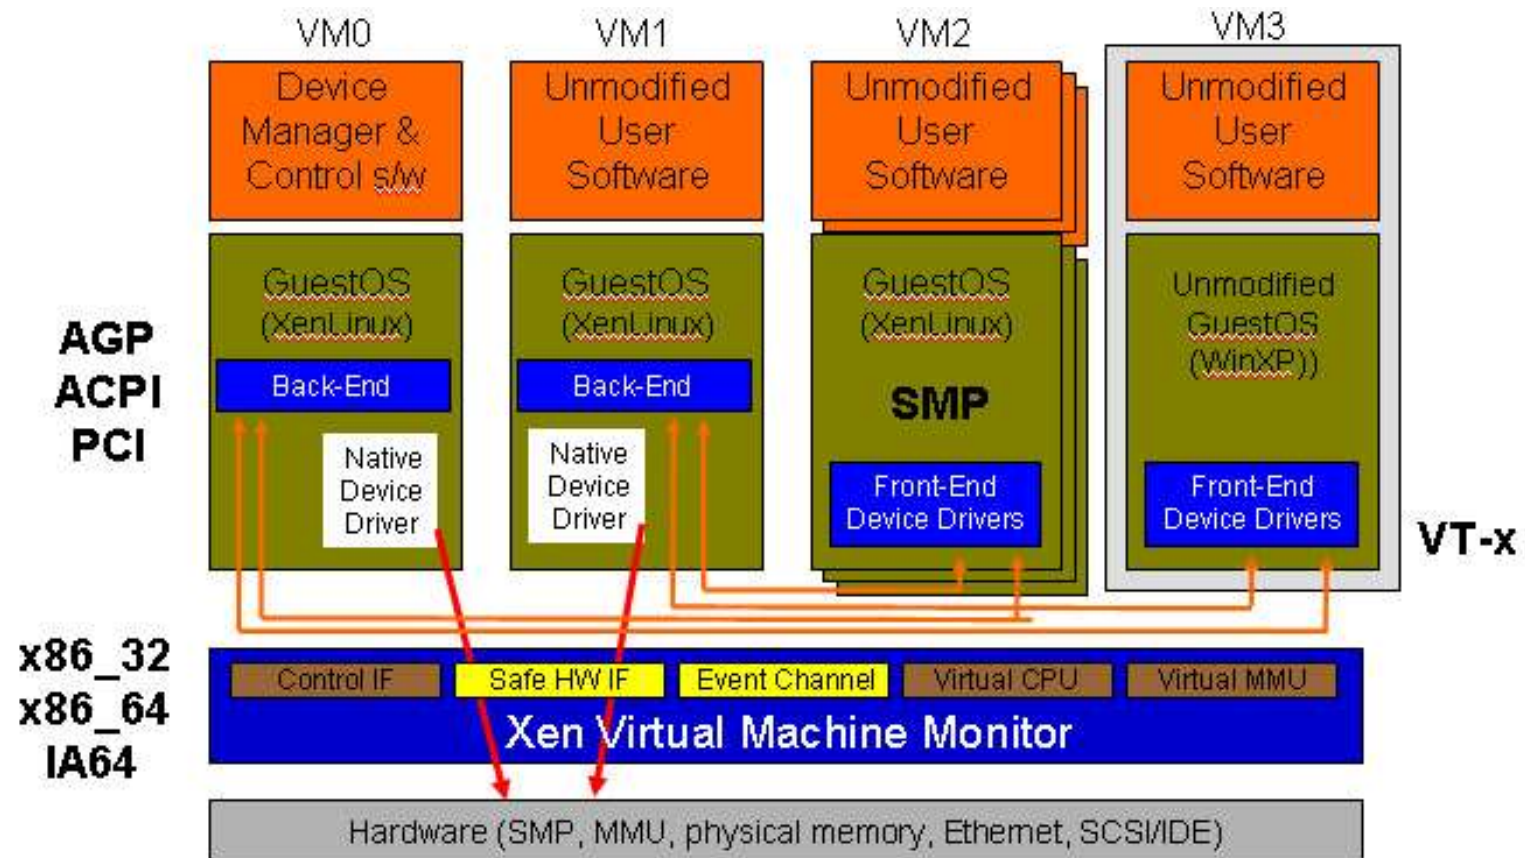 VM0
VM1
VM2
VM3
Device
Manager &
Control s/w
Unmodified
User
Software
Unmodified
User
Software
Unmodified
User
Software
AGP
ACPI
PCI
GuestOS
(XenLinux)
Back-End
Native
Device
Driver
GuestOS
(XenLinux)
Back-End
Native
Device
Driver
GuestOS
(XenLinux)
SMP
Front-End
Device Drivers
Unmodified
GuestOS
(WinXP))
Front-End
Device Drivers
VT-x
x86_32
x86_64
IA64
Control IF
Safe HW IF
Event Channel
Virtual CPU
Virtual MMU
Xen Virtual Machine Monitor
Hardware (SMP, MMU, physical memory, Ethernet, SCSI/IDE)